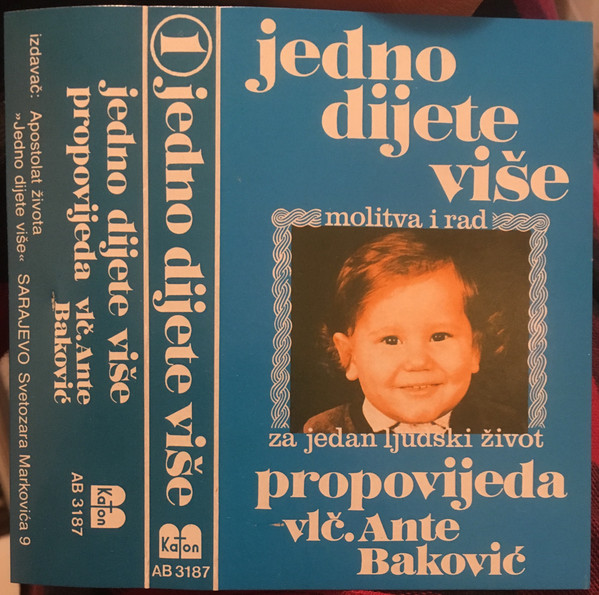 jedno
dijete
više
molitva i rad
za jedan ljudski život
propovijeda
vlč. Ante
Baković
1 jedno dijete više
Katon
AB 3187
jedno dijete više
propovijeda vlč. Ante
Baković
Katon
AB 3187
izdavač: Apostolat života
»Jedno dijete više« SARAJEVO Svetozara Markovića 9